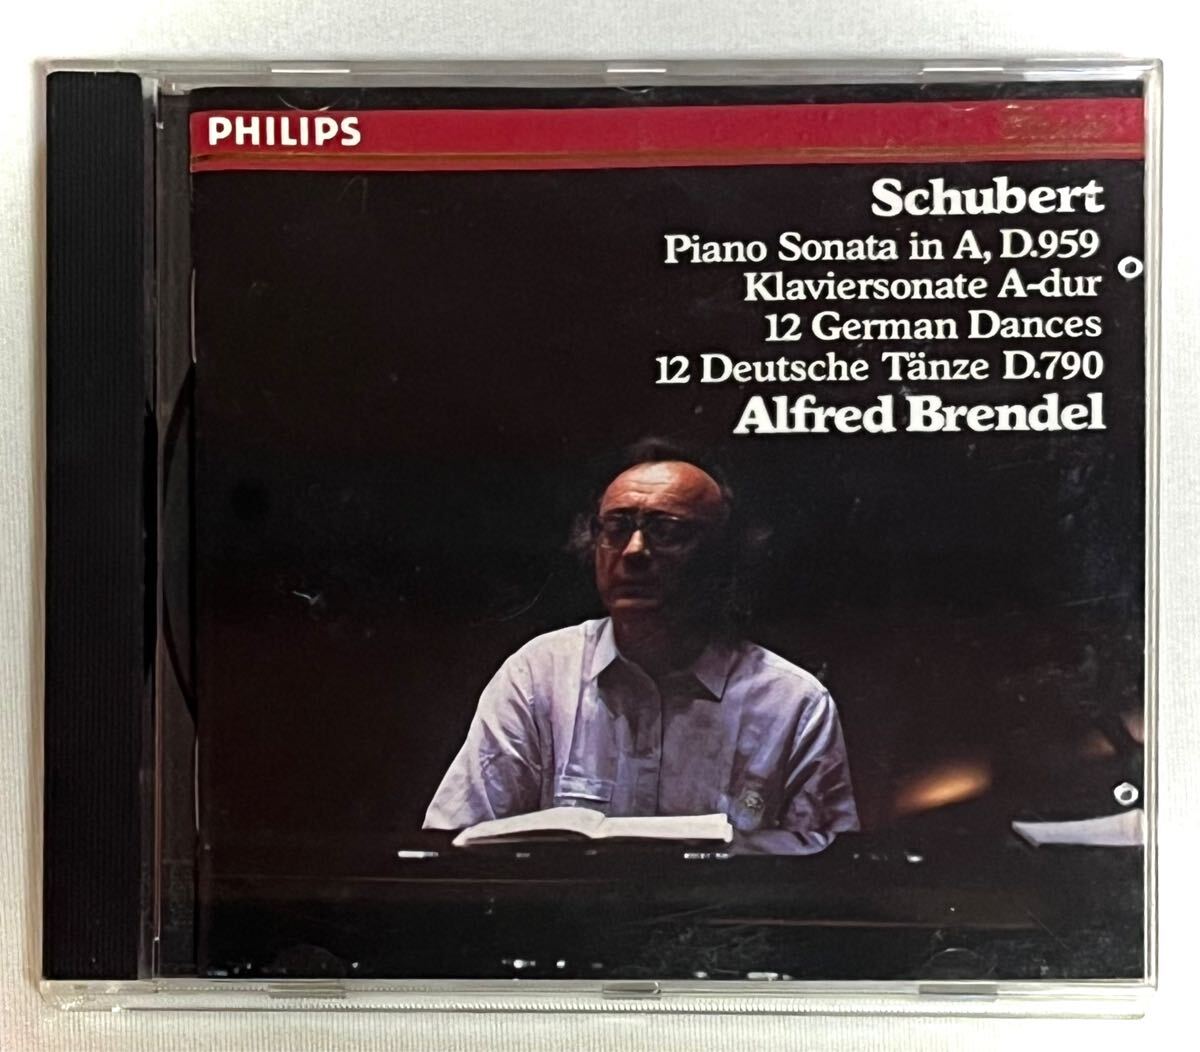 PHILIPS
Schubert
Piano Sonata in A, D.959
Klaviersonate A-dur
12 German Dances
12 Deutsche Tänze D.790
Alfred Brendel